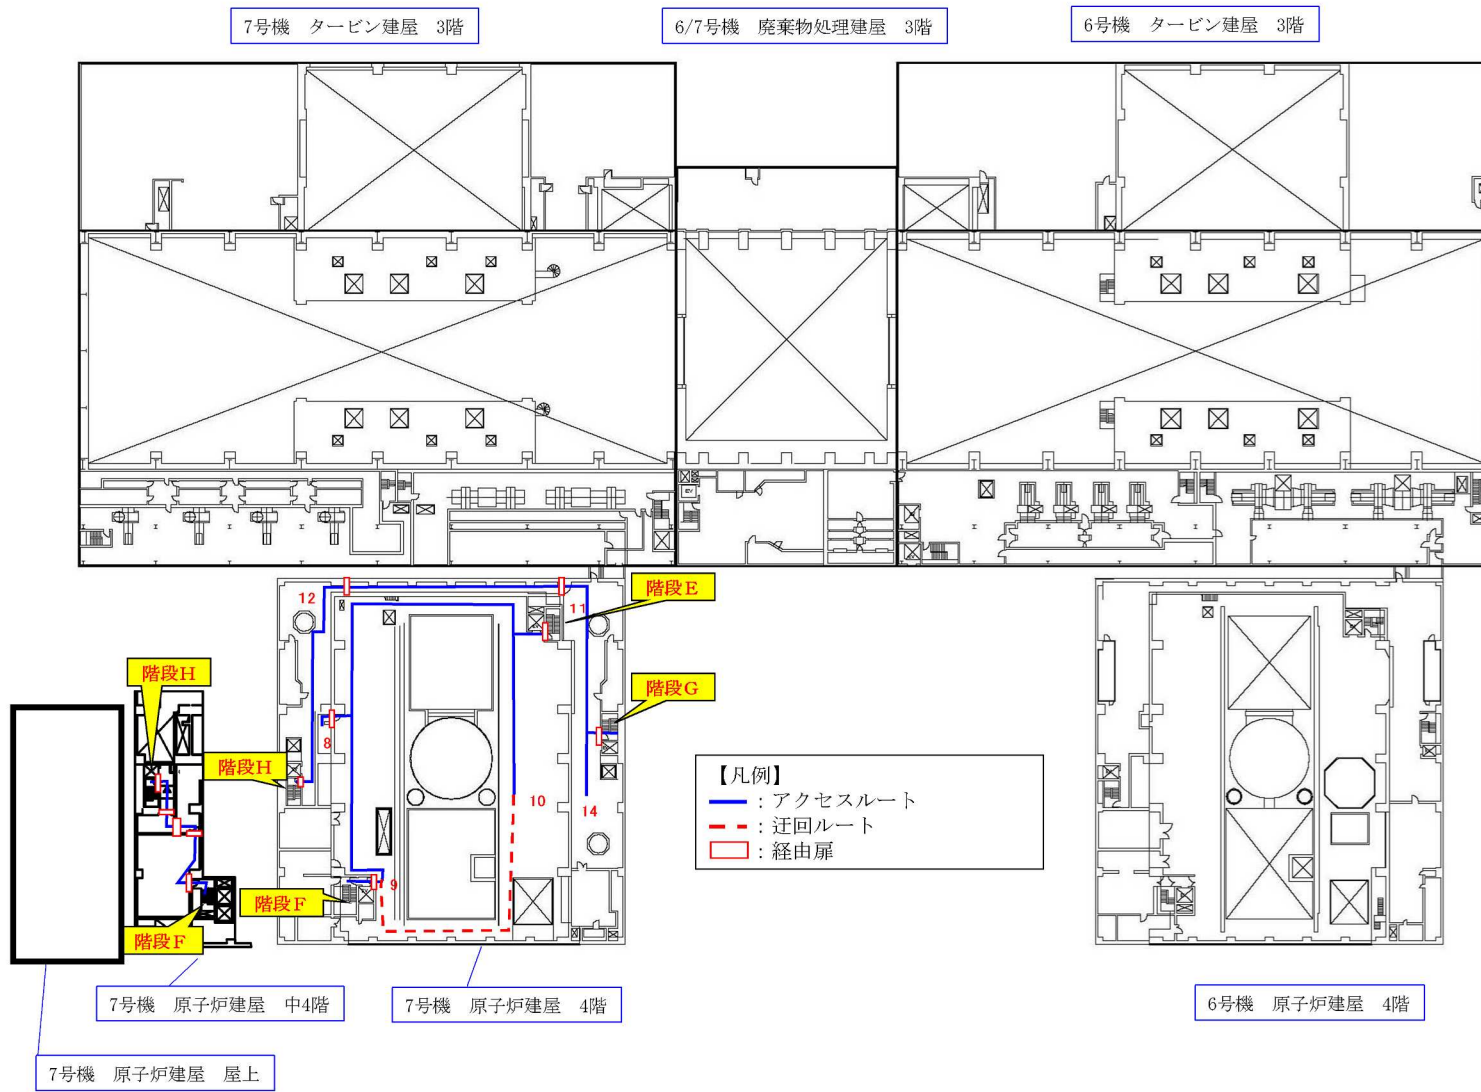 7号機 タービン建屋 3階
6/7号機 廃棄物処理建屋 3階
6号機 タービン建屋 3階
EV
階段E
12
11
階段H
階段G
8
階段H
【凡例】
：アクセスルート
：迂回ルート
：経由扉
10
14
9
階段F
階段F
7号機 原子炉建屋 中4階
7号機 原子炉建屋 4階
6号機 原子炉建屋 4階
7号機 原子炉建屋 屋上